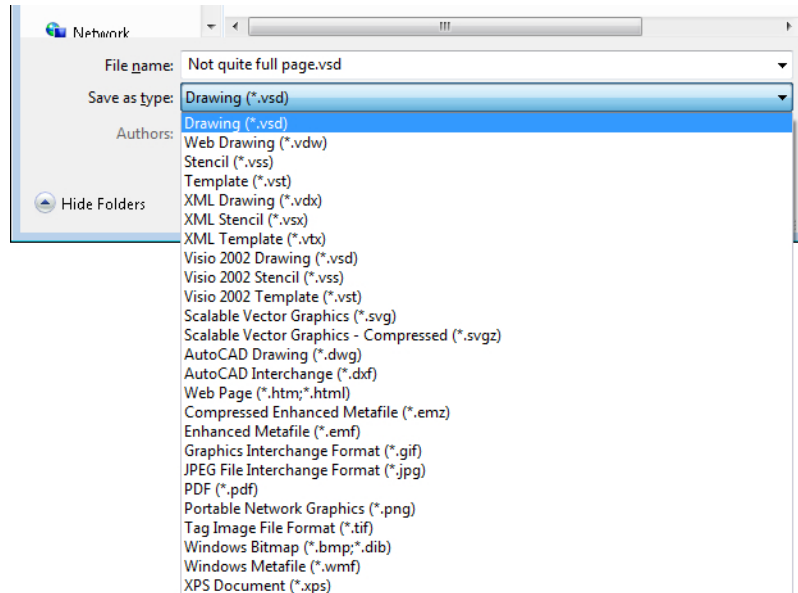 Network
File name: Not quite full page.vsd
Save as type: Drawing (*.vsd)
Authors:
Drawing (*.vsd)
Web Drawing (*.vdw)
Stencil (*.vss)
Template (*.vst)
XML Drawing (*.vdx)
Hide Folders
XML Stencil (*.vsx)
XML Template (*.vtx)
Visio 2002 Drawing (*.vsd)
Visio 2002 Stencil (*.vss)
Visio 2002 Template (*.vst)
Scalable Vector Graphics (*.svg)
Scalable Vector Graphics - Compressed (*.svgz)
AutoCAD Drawing (*.dwg)
AutoCAD Interchange (*.dxf)
Web Page (*.htm;*.html)
Compressed Enhanced Metafile (*.emz)
Enhanced Metafile (*.emf)
Graphics Interchange Format (*.gif)
JPEG File Interchange Format (*.jpg)
PDF (*.pdf)
Portable Network Graphics (*.png)
Tag Image File Format (*.tif)
Windows Bitmap (*.bmp;*.dib)
Windows Metafile (*.wmf)
XPS Document (*.xps)